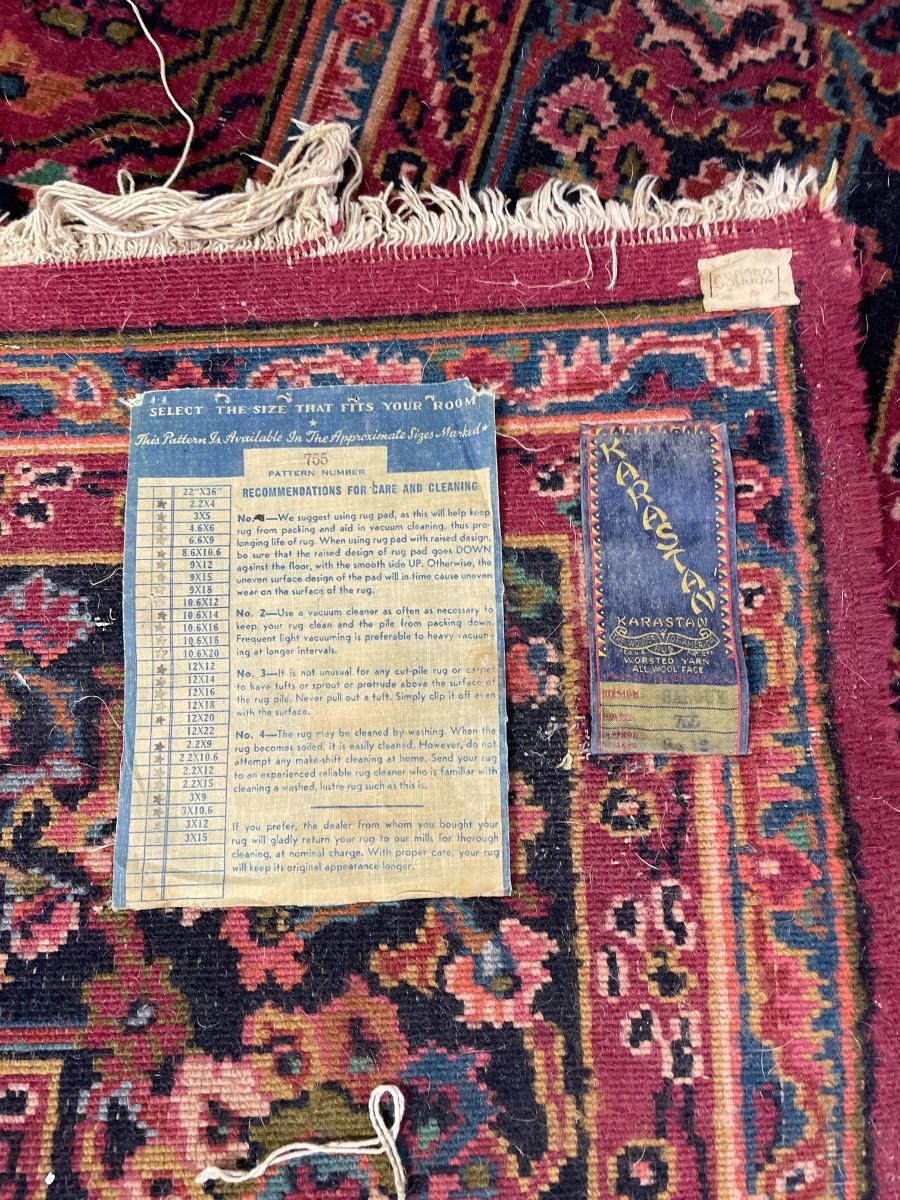 SELECT THE SIZE THAT FITS YOUR ROOM
This Pattern Is Available In The Approximate Sizes Marked
755
PATTERN NUMBER
22"X36"
2.2X4
3X5
4.6X6
6.6X9
8.6X10.6
9X12
9X15
9X18
10.6X12
10.6X14
10.6X16
10.6X18
10.6X20
12X12
12X14
12X16
12X18
12X20
12X22
2.2X9
2.2X10.6
2.2X12
2.2X15
3X9
3X10.6
3X12
3X15
RECOMMENDATIONS FOR CARE AND CLEANING
No. —We suggest using rug pad, as this will help keep
rug from packing and aid in vacuum cleaning, thus pro-
longing life of rug. When using rug pad with raised design,
be sure that the raised design of rug pad goes DOWN
against the floor, with the smooth side UP. Otherwise, the
uneven surface design of the pad will in time cause uneven
wear on the surface of the rug.
No. 2—Use a vacuum cleaner as often as necessary to
keep your rug clean and the pile from packing down.
Frequent light vacuuming is preferable to heavy vacuum-
ing at longer intervals.
No. 3—It is not unusual for any cut-pile rug or carpet
to have tufts or sprout or protrude above the surface of
the rug pile. Never pull out a tuft. Simply clip it off even
with the surface.
No. 4—The rug may be cleaned by washing. When the
rug becomes soiled, it is easily cleaned. However, do not
attempt any make-shift cleaning at home. Send your rug
to an experienced reliable rug cleaner who is familiar with
cleaning a washed, lustre rug such as this is.
If you prefer, the dealer from whom you bought your
rug will gladly return your rug to our mills for thorough
cleaning, at nominal charge. With proper care, your rug
will keep its original appearance longer.
KARASTAN
KARASTAN
RUG
WORSTED YARN
ALL WOOL FACE
DESIGN
755